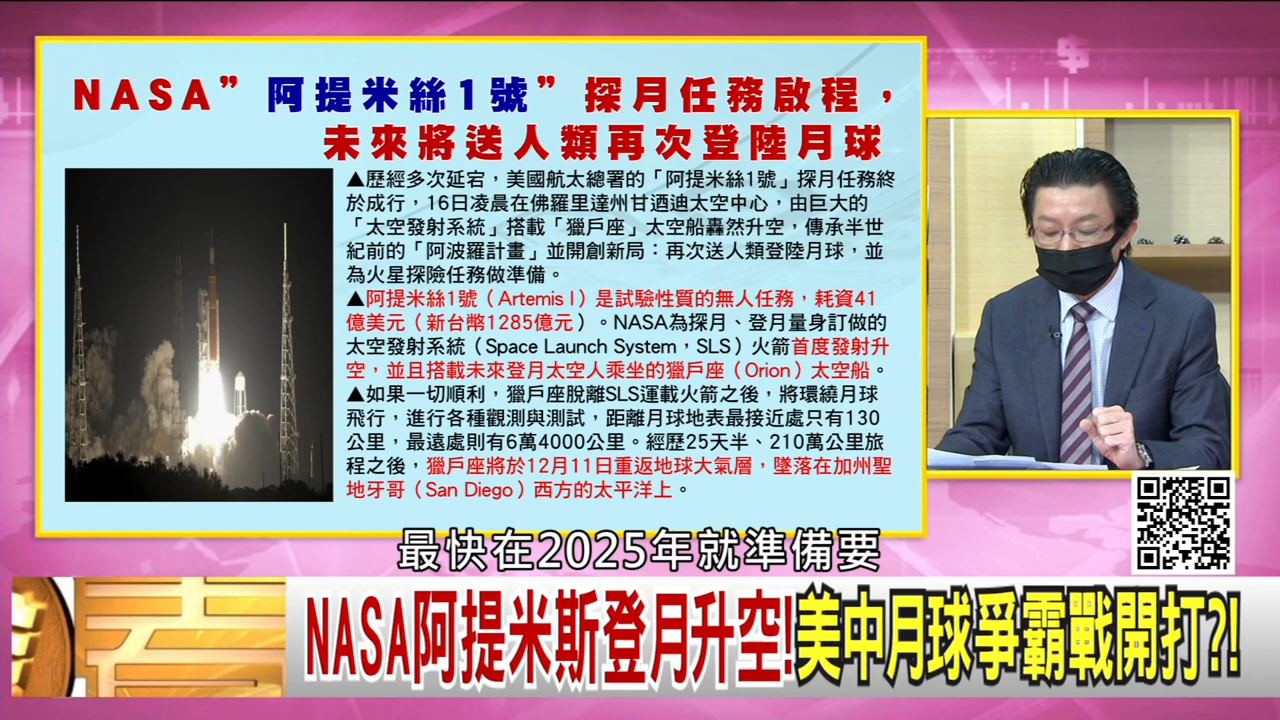 NASA”阿提米絲1號”探月任務啟程，
未來將送人類再次登陸月球
▲歷經多次延宕，美國航太總署的「阿提米絲1號」探月任務終
於成行，16日凌晨在佛羅里達州甘迺迪太空中心，由巨大的
「太空發射系統」搭載「獵戶座」太空船轟然升空，傳承半世
紀前的「阿波羅計畫」並開創新局：再次送人類登陸月球，並
為火星探險任務做準備。
▲阿提米絲1號（Artemis I）是試驗性質的無人任務，耗資41
億美元（新台幣1285億元）。NASA為探月、登月量身訂做的
太空發射系統（Space Launch System，SLS）火箭首度發射升
空，並且搭載未來登月太空人乘坐的獵戶座（Orion）太空船。
▲如果一切順利，獵戶座脫離SLS運載火箭之後，將環繞月球
飛行，進行各種觀測與測試，距離月球地表最接近處只有130
公里，最遠處則有6萬4000公里。經歷25天半、210萬公里旅
程之後，獵戶座將於12月11日重返地球大氣層，墜落在加州聖
地牙哥（San Diego）西方的太平洋上。
最快在2025年就準備要
NASA阿提米斯登月升空!美中月球爭霸戰開打?!